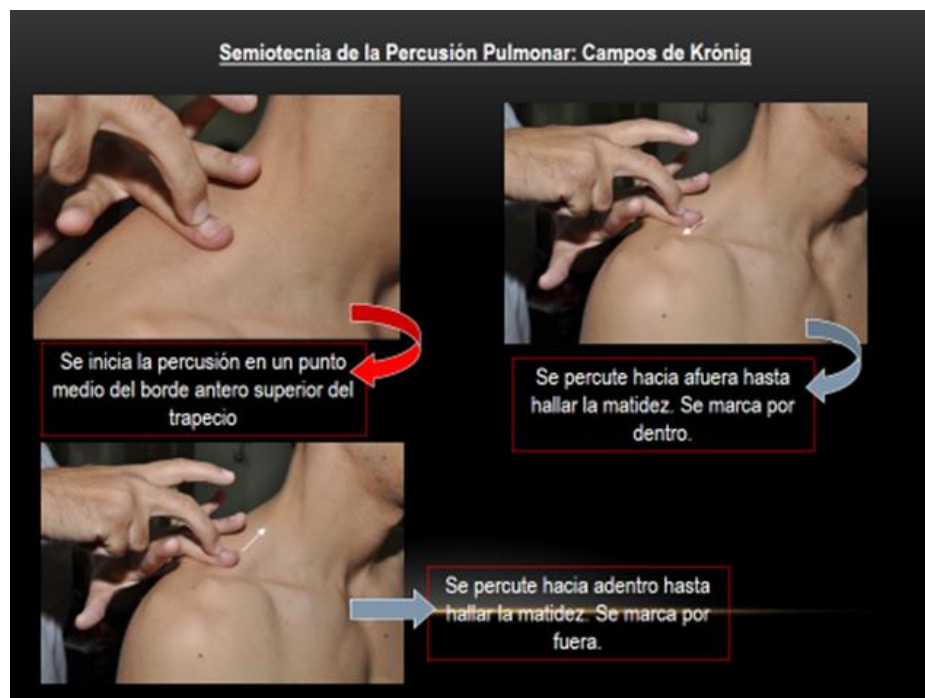 Semiotecnia de la Percusión Pulmonar: Campos de Krónig
Se inicia la percusión en un punto
medio del borde antero superior del
trapecio
Se percute hacia afuera hasta
hallar la matidez. Se marca por
dentro.
Se percute hacia adentro hasta
hallar la matidez. Se marca por
fuera.